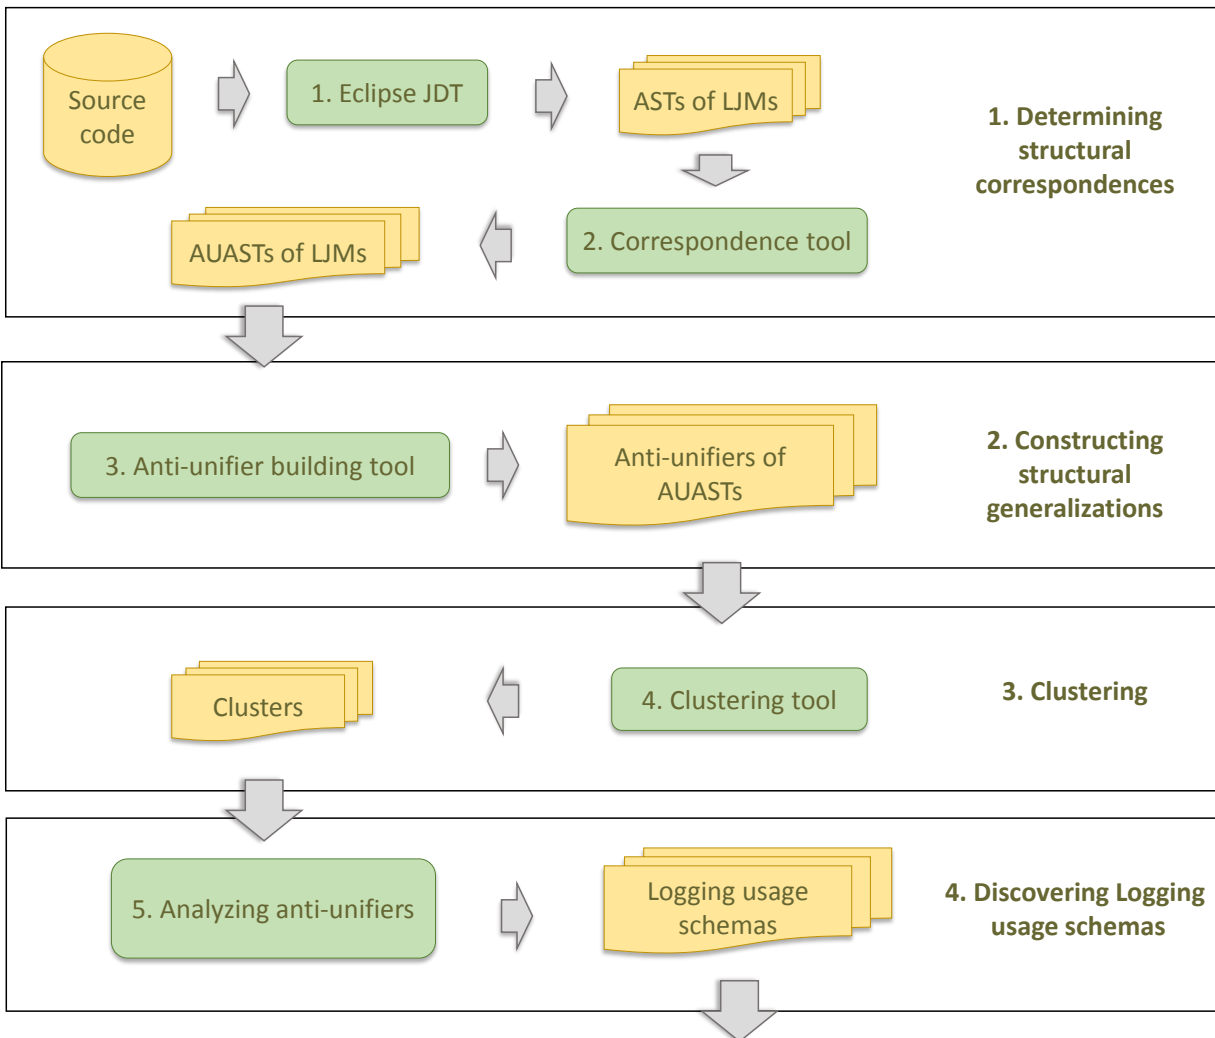 Source
code
1. Eclipse JDT
ASTs of LJMs
1. Determining
structural
correspondences
AUASTs of LJMs
2. Correspondence tool
3. Anti-unifier building tool
Anti-unifiers of
AUASTs
2. Constructing
structural
generalizations
Clusters
4. Clustering tool
3. Clustering
5. Analyzing anti-unifiers
Logging usage
schemas
4. Discovering Logging
usage schemas